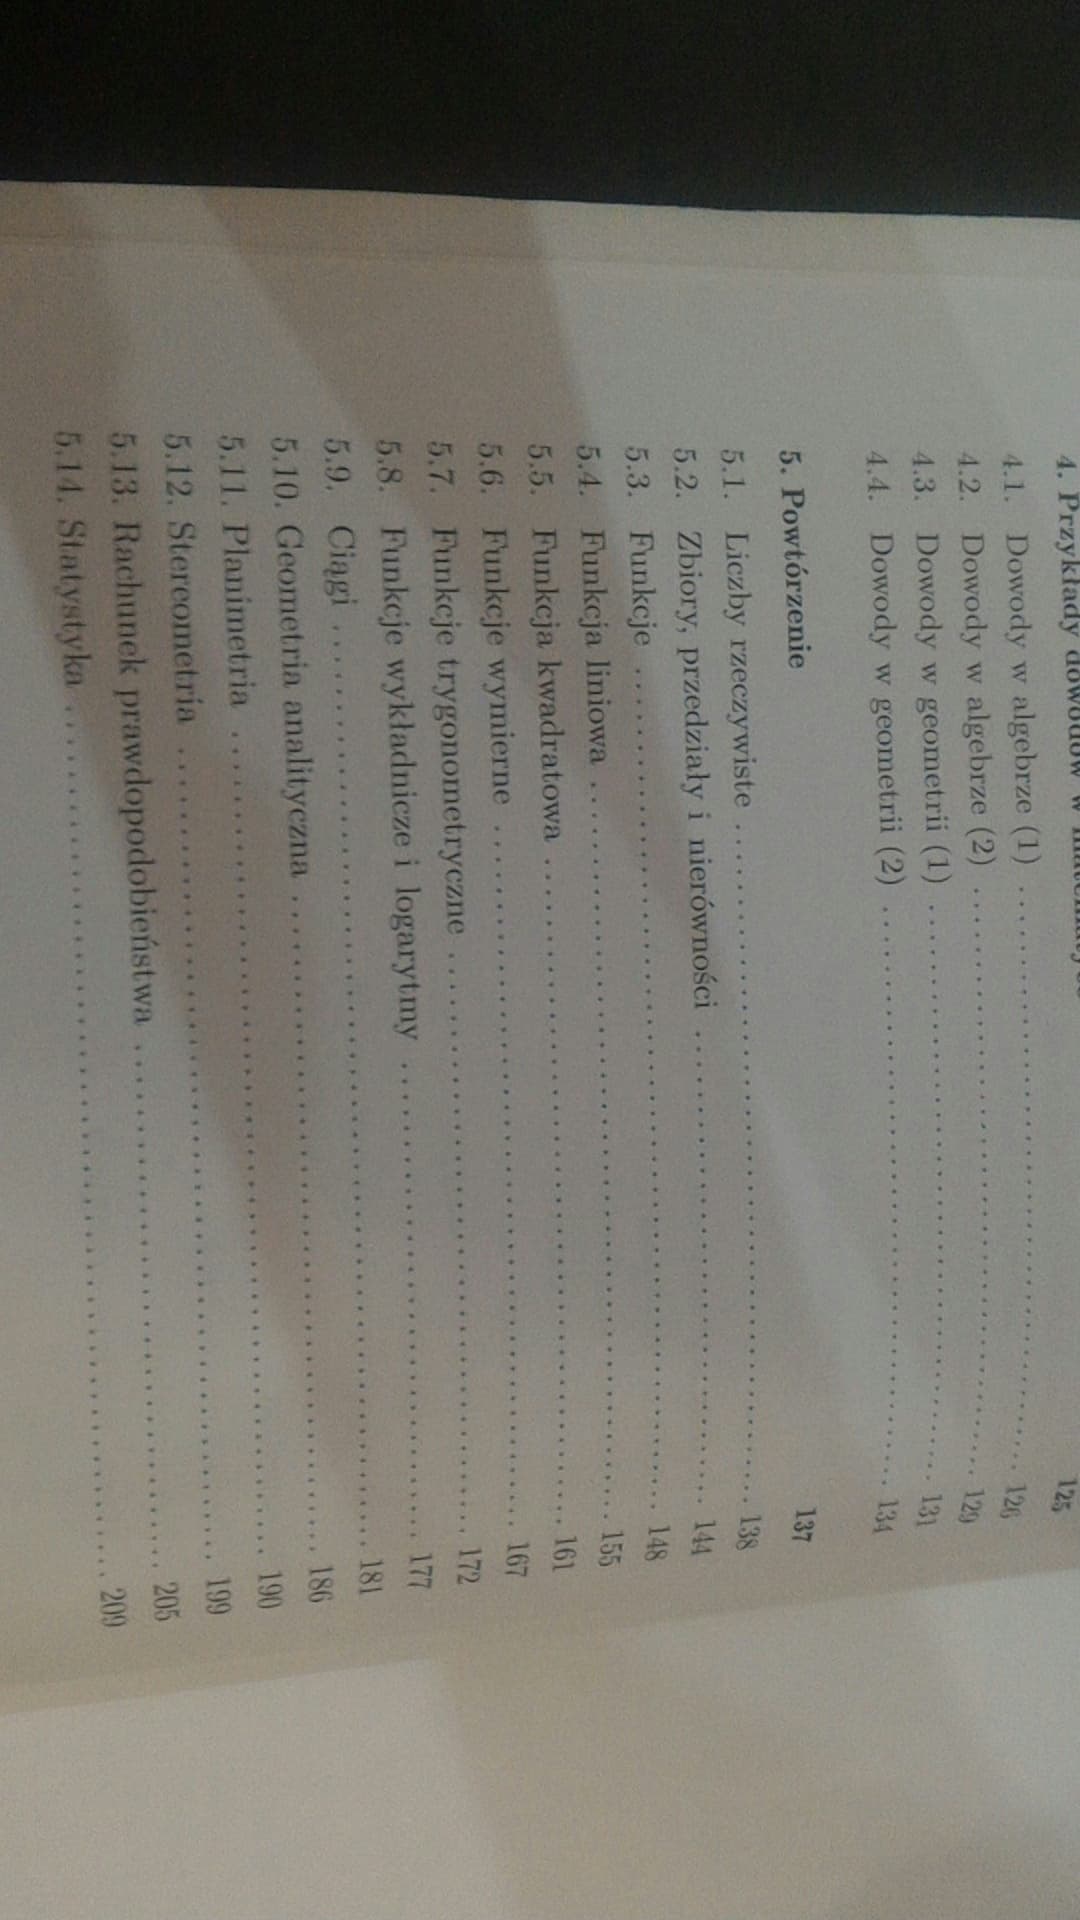 4. Przykłady dowodów w 125
4.1. Dowody w algebrze (1) 126
4.2. Dowody w algebrze (2) 129
4.3. Dowody w geometrii (1) 131
4.4. Dowody w geometrii (2) 134
5. Powtórzenie 137
5.1. Liczby rzeczywiste 138
5.2. Zbiory, przedziały i nierówności 144
5.3. Funkcje 148
5.4. Funkcja liniowa 155
5.5. Funkcja kwadratowa 161
5.6. Funkcje wymierne 167
5.7. Funkcje trygonometryczne 172
5.8. Funkcje wykładnicze i logarytmy 177
5.9. Ciągi 181
5.10. Geometria analityczna 186
5.11. Planimetria 190
5.12. Stereometria 199
5.13. Rachunek prawdopodobieństwa 205
5.14. Statystyka 209